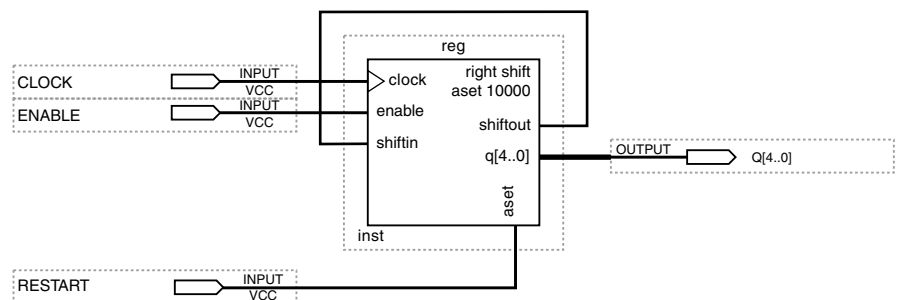 reg
right shift
aset 10000
clock
enable
shiftin
shiftout
q[4..0]
aset
inst
CLOCK
INPUT
VCC
ENABLE
INPUT
VCC
OUTPUT
Q[4..0]
RESTART
INPUT
VCC